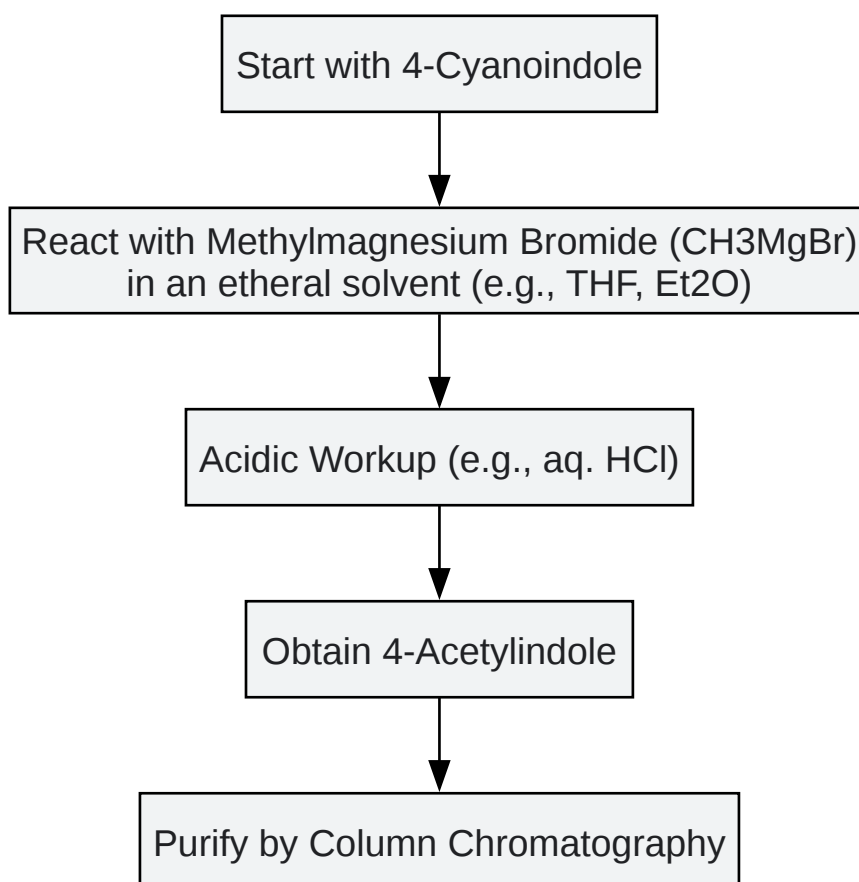 Start with 4-Cyanoindole
React with Methylmagnesium Bromide (CH3MgBr)
in an etheral solvent (e.g., THF, Et2O)
Acidic Workup (e.g., aq. HCl)
Obtain 4-Acetylindole
Purify by Column Chromatography